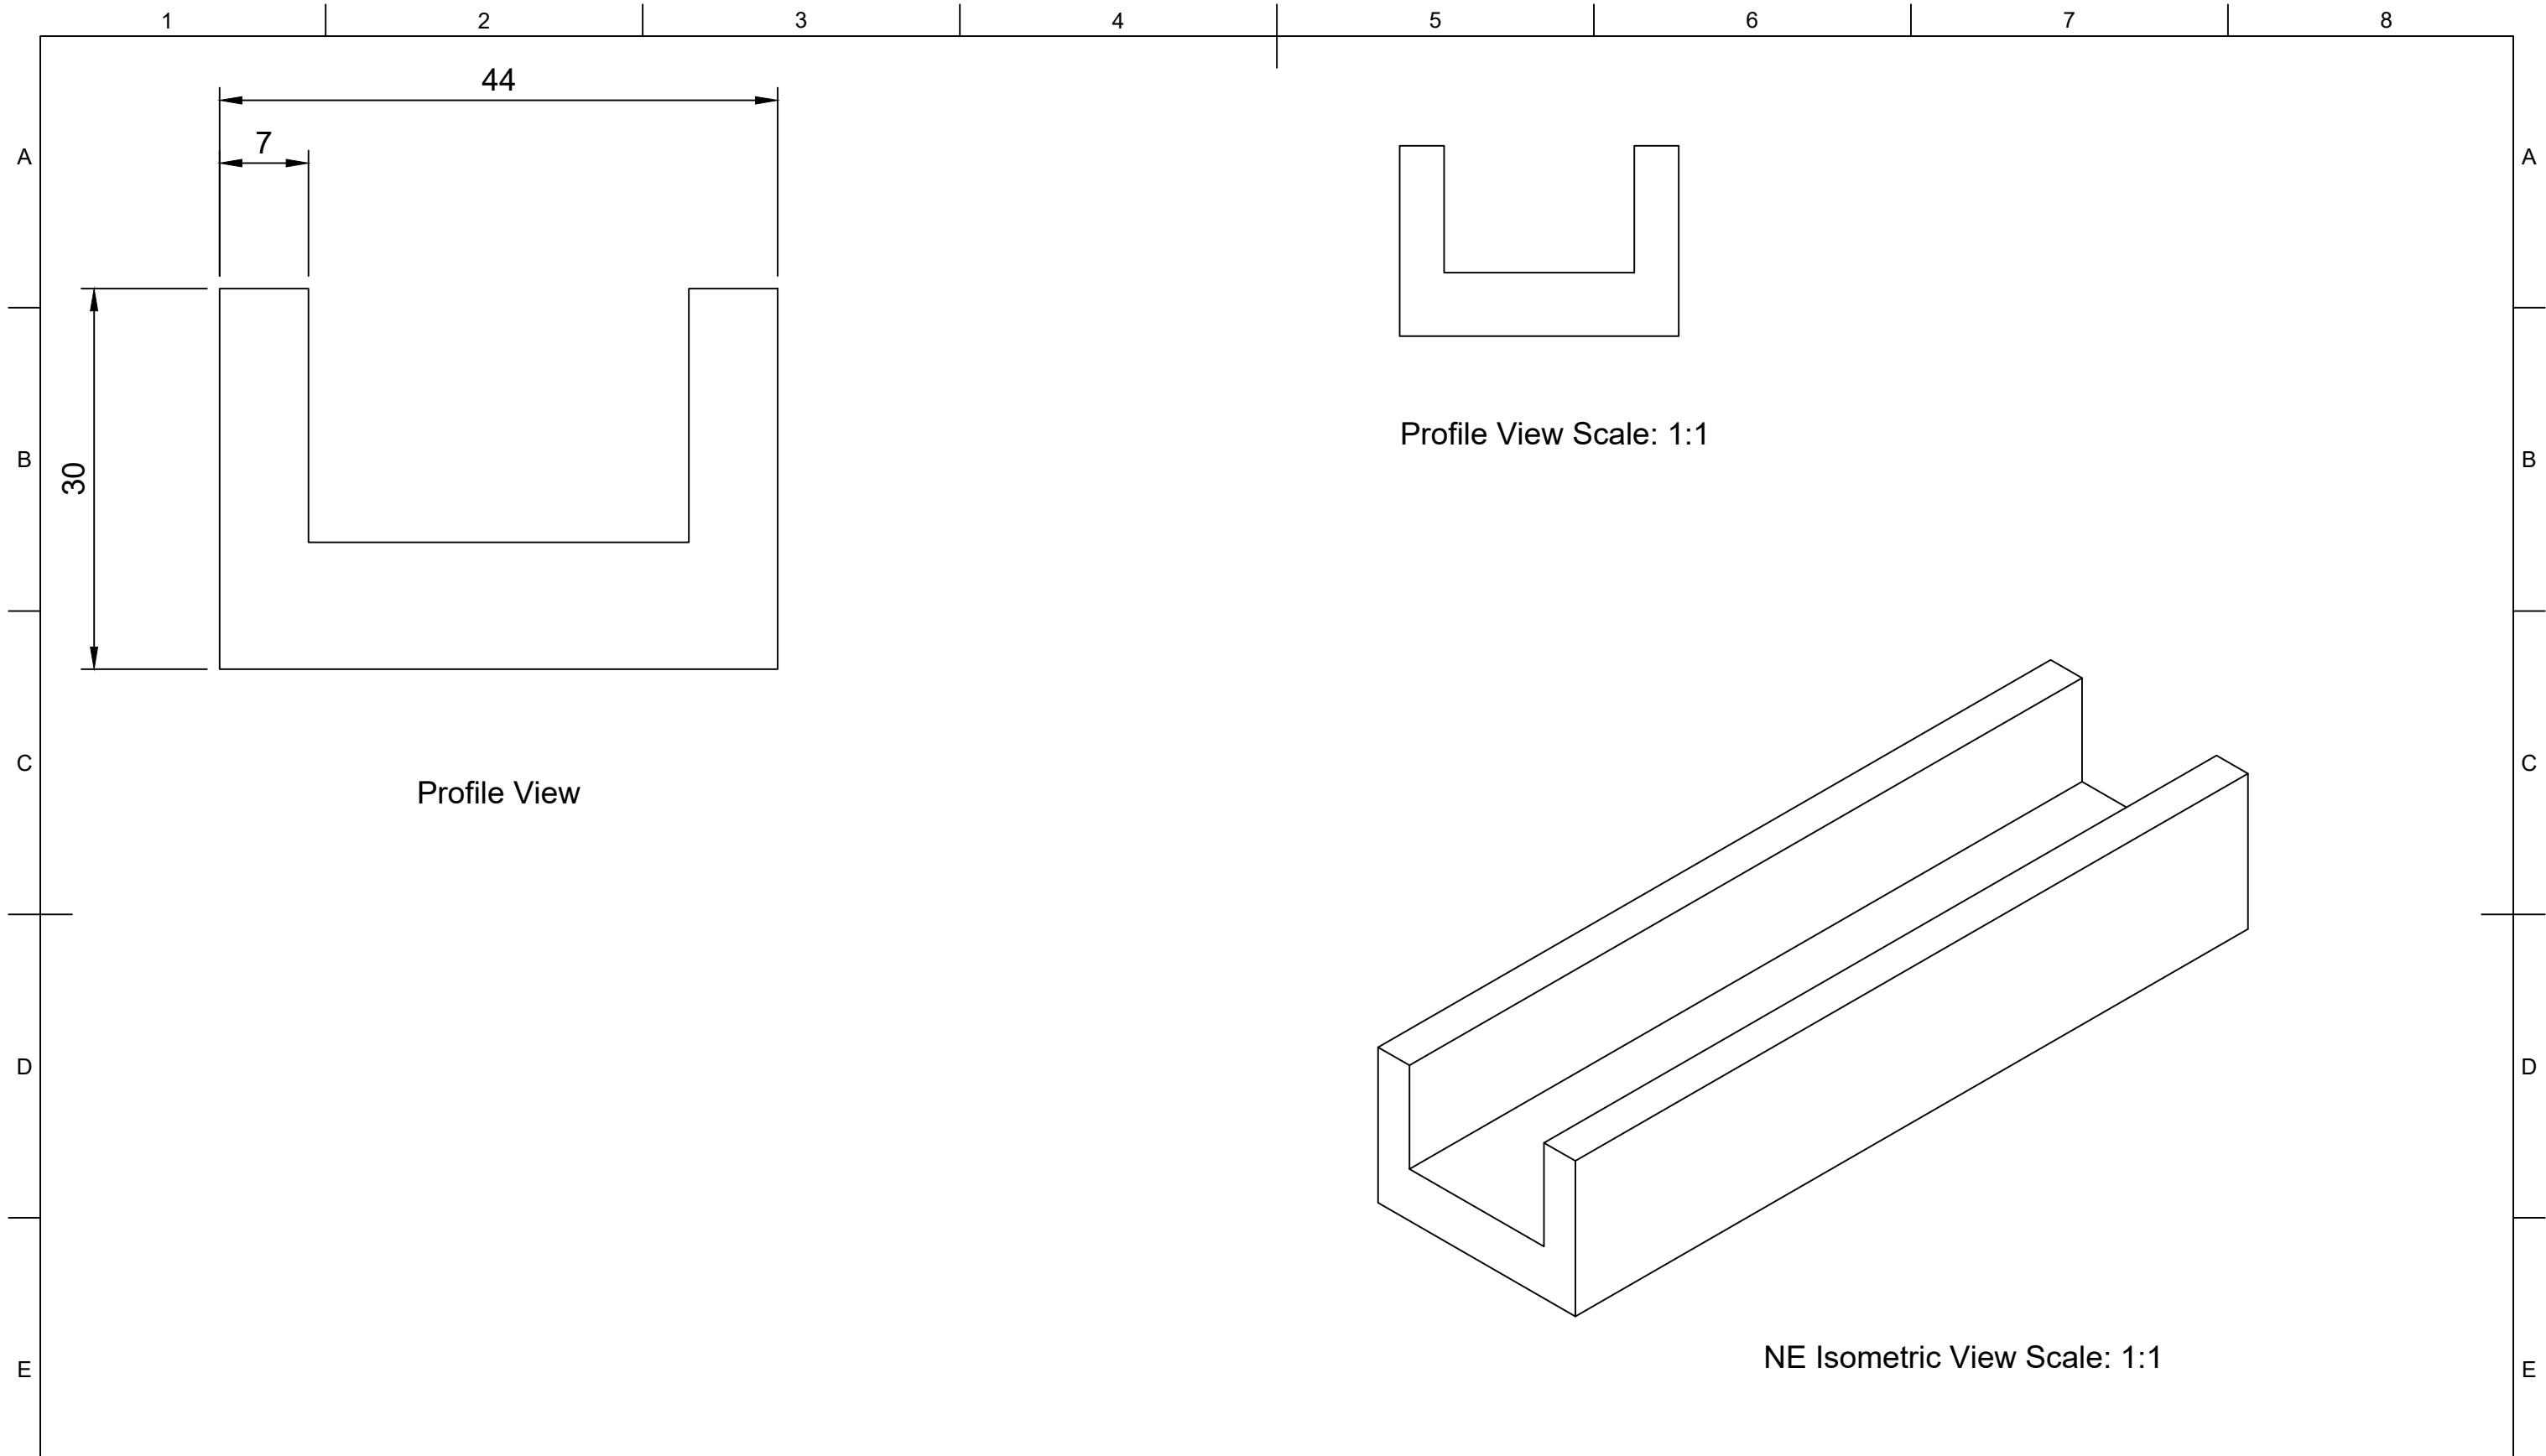 1 2 3 4 5 6 7 8
44
7
A A
Profile View Scale: 1:1
B B
30
C C
Profile View
D D
NE Isometric View Scale: 1:1
E E